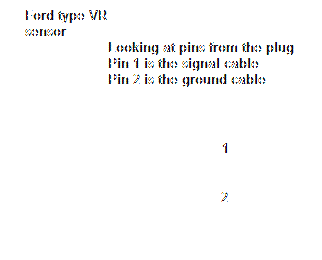 Ford type VR
sensor
Looking at pins from the plug
Pin 1 is the signal cable
Pin 2 is the ground cable
1
2